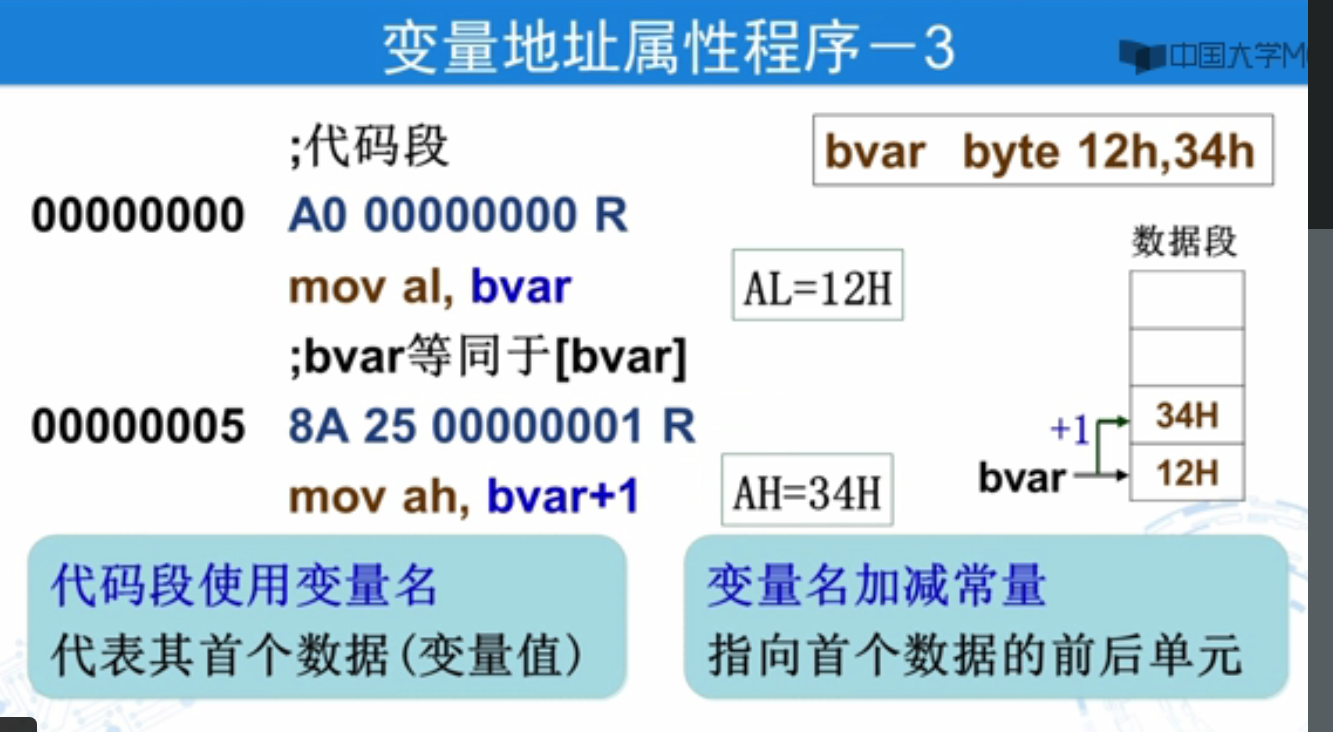 变量地址属性程序－3
中国大学M
;代码段
bvar byte 12h,34h
00000000 A0 00000000 R
mov al, bvar
AL=12H
;bvar等同于[bvar]
00000005 8A 25 00000001 R
mov ah, bvar+1
AH=34H
数据段
+1
34H
bvar
12H
代码段使用变量名
代表其首个数据(变量值)
变量名加减常量
指向首个数据的前后单元